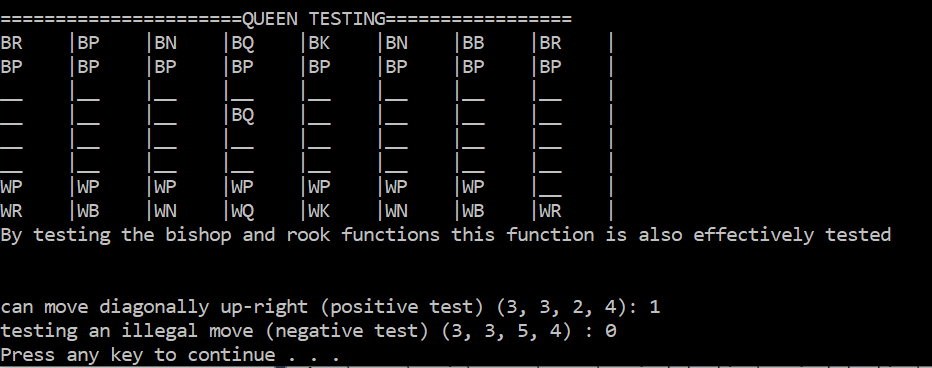 ======================QUEEN TESTING=================
BR |BP |BN |BQ |BK |BN |BB |BR |
BP |BP |BP |BP |BP |BP |BP |BP |
__ |__ |__ |__ |__ |__ |__ |__ |
__ |__ |__ |BQ |__ |__ |__ |__ |
__ |__ |__ |__ |__ |__ |__ |__ |
__ |__ |__ |__ |__ |__ |__ |__ |
WP |WP |WP |WP |WP |WP |WP |__ |
WR |WB |WN |WQ |WK |WN |WB |WR |
By testing the bishop and rook functions this function is also effectively tested
can move diagonally up-right (positive test) (3, 3, 2, 4): 1
testing an illegal move (negative test) (3, 3, 5, 4) : 0
Press any key to continue . . .